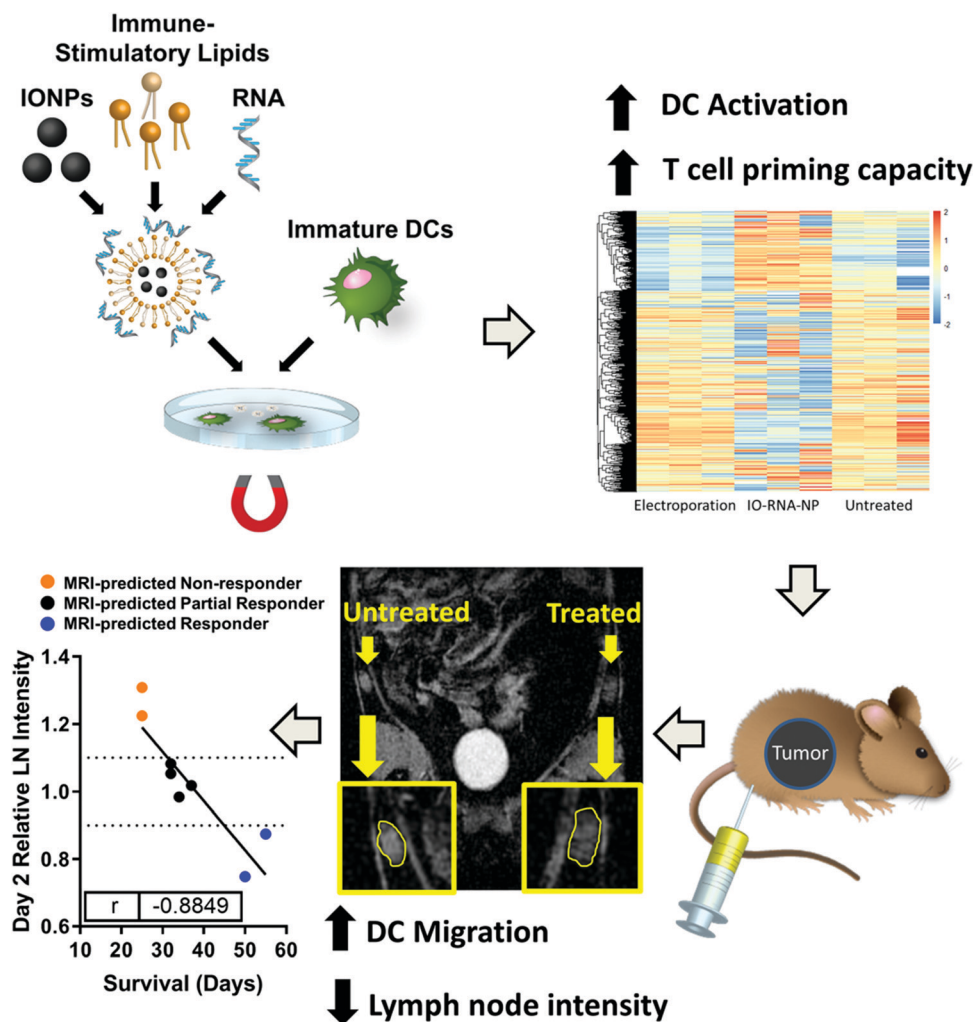 Immune-
Stimulatory Lipids
IONPs
RNA
Immature DCs
DC Activation
T cell priming capacity
2
1
0
-1
-2
Electroporation IO-RNA-NP Untreated
Tumor
Untreated
Treated
DC Migration
Lymph node intensity
MRI-predicted Non-responder
MRI-predicted Partial Responder
MRI-predicted Responder
Day 2 Relative LN Intensity
1.4
1.2
1.0
0.8
0.6
r -0.8849
10 20 30 40 50 60
Survival (Days)